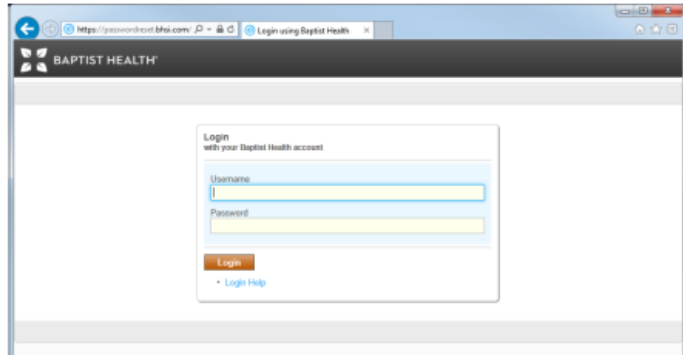 https://passwordreset.bhsi.com/
Login using Baptist Health
BAPTIST HEALTH
Login
with your Baptist Health account
Username
Password
Login
• Login Help